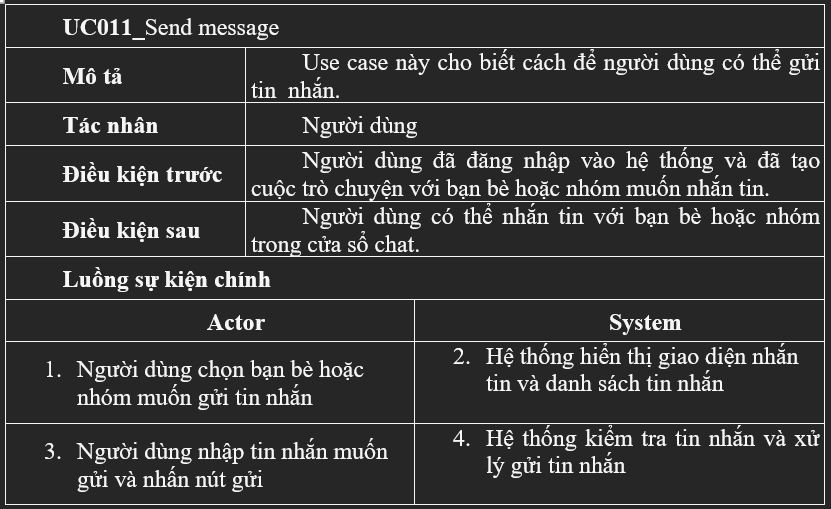 UC011_Send message
Mô tả
Use case này cho biết cách để người dùng có thể gửi
tin nhắn.
Tác nhân
Người dùng
Điều kiện trước
Người dùng đã đăng nhập vào hệ thống và đã tạo
cuộc trò chuyện với bạn bè hoặc nhóm muốn nhắn tin.
Điều kiện sau
Người dùng có thể nhắn tin với bạn bè hoặc nhóm
trong cửa sổ chat.
Luồng sự kiện chính
Actor
System
1. Người dùng chọn bạn bè hoặc
nhóm muốn gửi tin nhắn
2. Hệ thống hiển thị giao diện nhắn
tin và danh sách tin nhắn
3. Người dùng nhập tin nhắn muốn
gửi và nhấn nút gửi
4. Hệ thống kiểm tra tin nhắn và xử
lý gửi tin nhắn